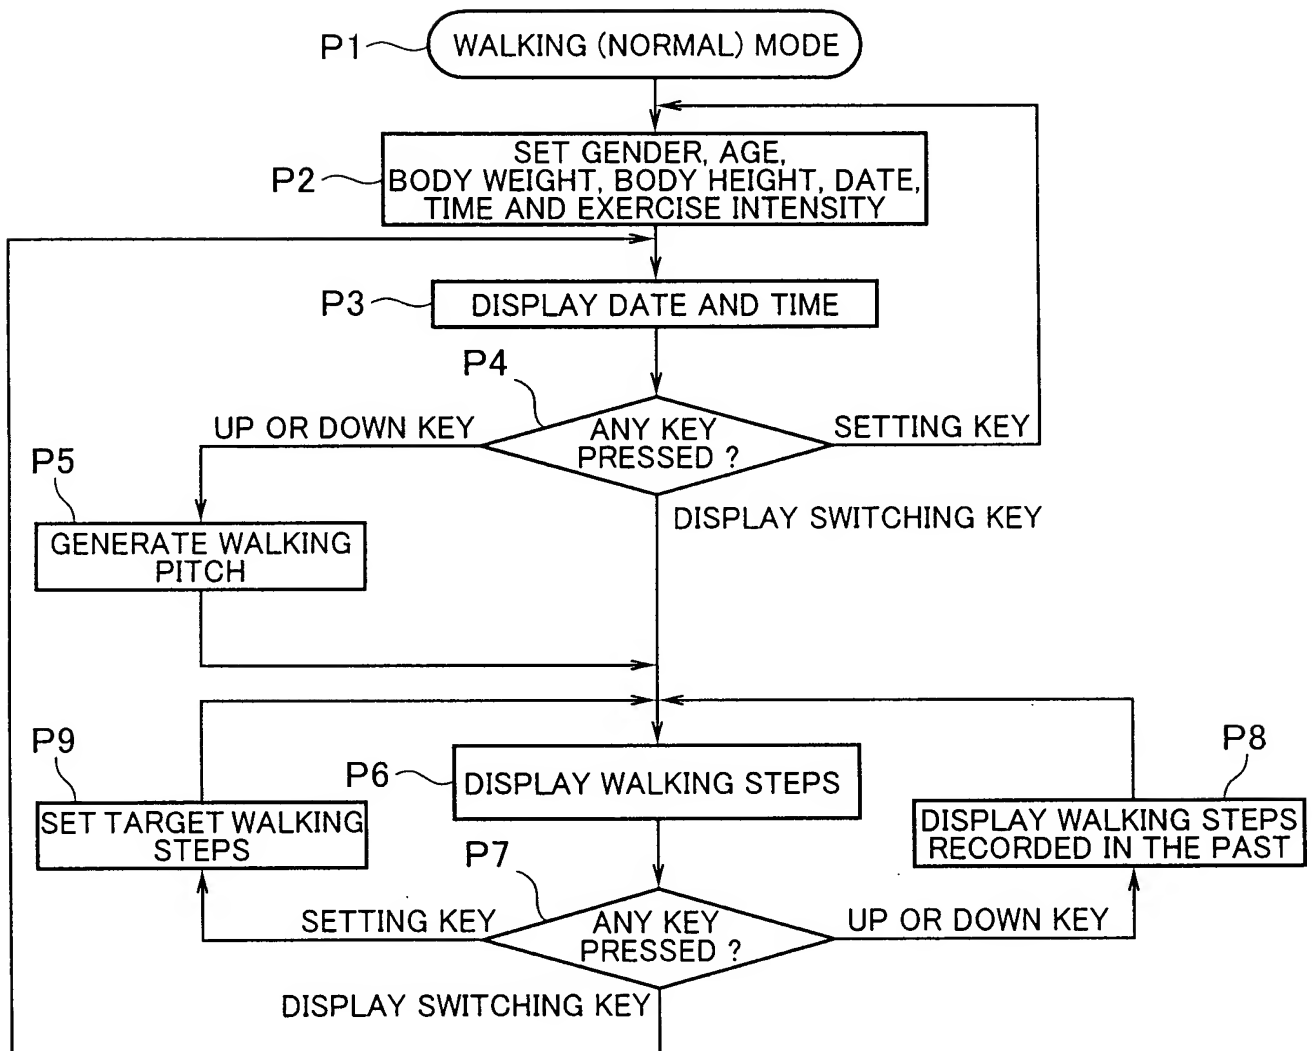 P1
WALKING (NORMAL) MODE
P2
SET GENDER, AGE,
BODY WEIGHT, BODY HEIGHT, DATE,
TIME AND EXERCISE INTENSITY
P3
DISPLAY DATE AND TIME
P4
UP OR DOWN KEY
ANY KEY
PRESSED ?
SETTING KEY
P5
DISPLAY SWITCHING KEY
GENERATE WALKING
PITCH
P9
P6
DISPLAY WALKING STEPS
P8
SET TARGET WALKING
STEPS
DISPLAY WALKING STEPS
RECORDED IN THE PAST
P7
SETTING KEY
ANY KEY
PRESSED ?
UP OR DOWN KEY
DISPLAY SWITCHING KEY